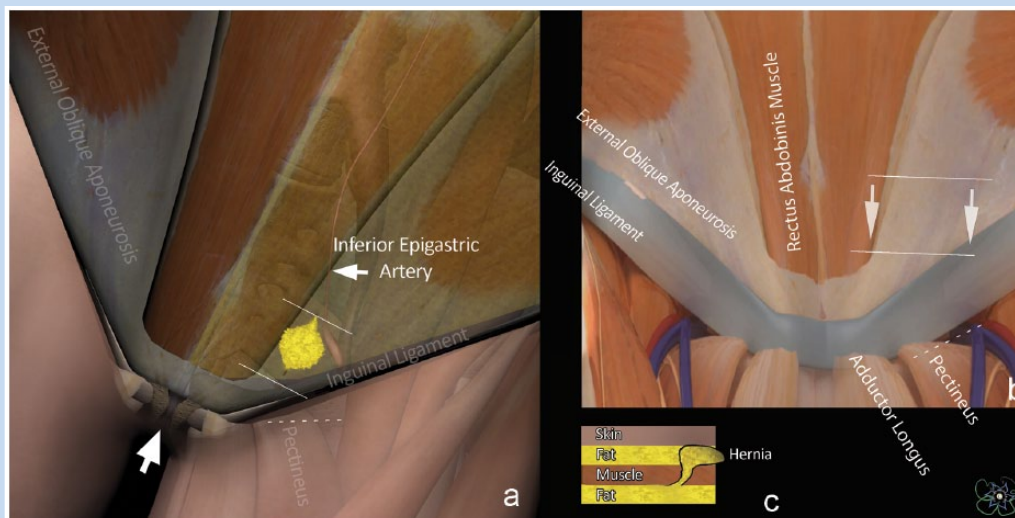 External Oblique Aponeurosis
Inferior Epigastric
Artery
Inguinal Ligament
Pectineus
a
External Oblique Aponeurosis
Inguinal Ligament
Rectus Abdobinis Muscle
Adductor Longus
Pectineus
b
Skin
Fat
Muscle
Fat
Hernia
c